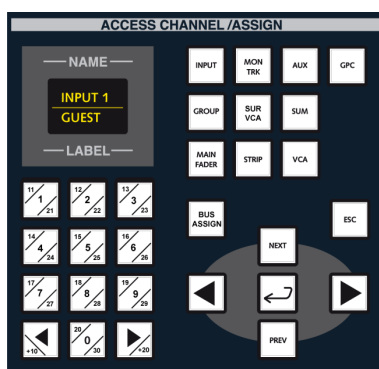 ACCESS CHANNEL /ASSIGN
NAME
INPUT 1
GUEST
LABEL
INPUT
MON TRK
AUX
GPC
GROUP
SUR VCA
SUM
MAIN FADER
STRIP
VCA
BUS ASSIGN
ESC
NEXT
PREV
11 1 21
12 2 22
13 3 23
14 4 24
15 5 25
16 6 26
17 7 27
18 8 28
19 9 29
+10
20 0 30
+20